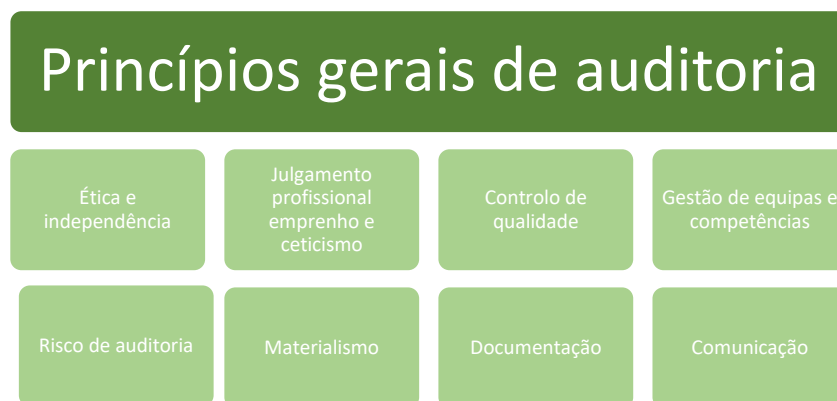 Princípios gerais de auditoria
Ética e
independência
Julgamento
profissional
emprenho e
ceticismo
Controlo de
qualidade
Gestão de equipas e
competências
Risco de auditoria
Materialismo
Documentação
Comunicação